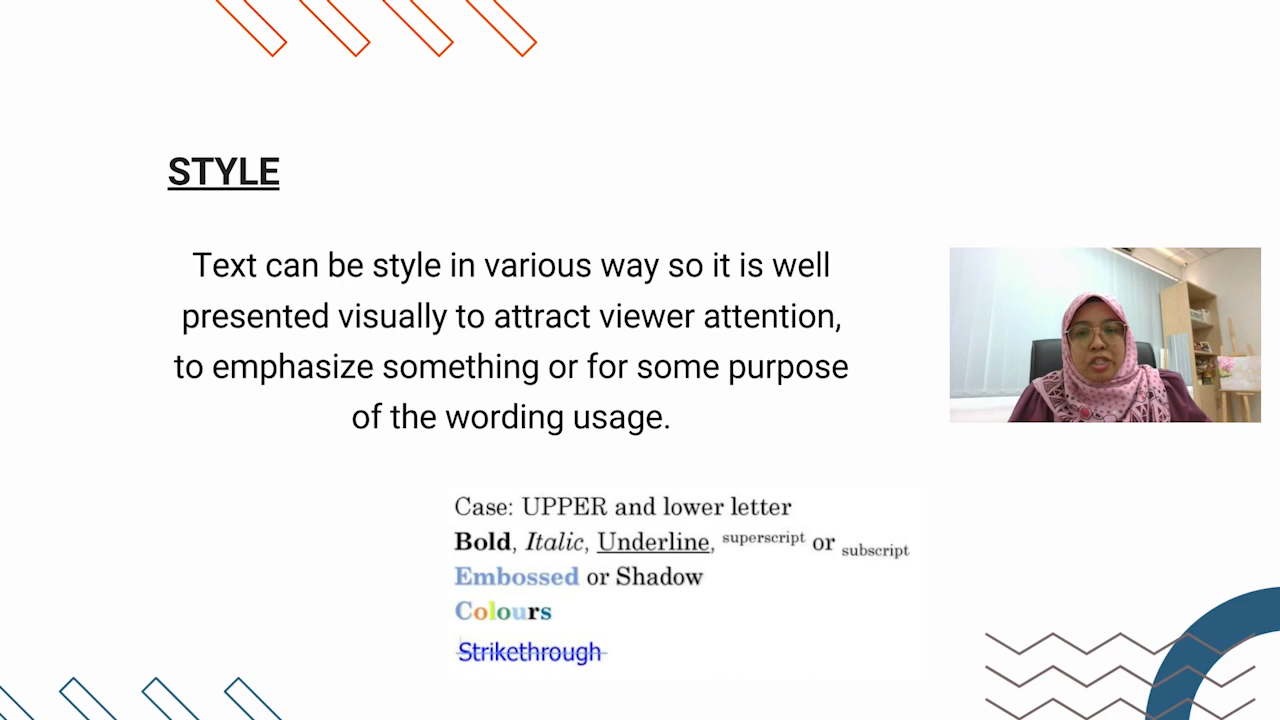 STYLE
Text can be style in various way so it is well
presented visually to attract viewer attention,
to emphasize something or for some purpose
of the wording usage.
Case: UPPER and lower letter
Bold, Italic, Underline, superscript or subscript
Embossed or Shadow
Colours
Strikethrough